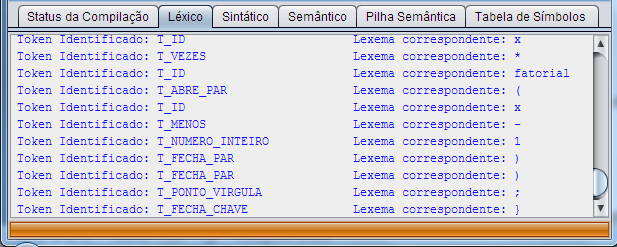 Status da Compilação Léxico Sintático Semântico Pilha Semântica Tabela de Símbolos
Token Identificado: T_ID Lexema correspondente: x
Token Identificado: T_VEZES Lexema correspondente: *
Token Identificado: T_ID Lexema correspondente: fatorial
Token Identificado: T_ABRE_PAR Lexema correspondente: (
Token Identificado: T_ID Lexema correspondente: x
Token Identificado: T_MENOS Lexema correspondente: -
Token Identificado: T_NUMERO_INTEIRO Lexema correspondente: 1
Token Identificado: T_FECHA_PAR Lexema correspondente: )
Token Identificado: T_FECHA_PAR Lexema correspondente: )
Token Identificado: T_PONTO_VIRGULA Lexema correspondente: ;
Token Identificado: T_FECHA_CHAVE Lexema correspondente: }